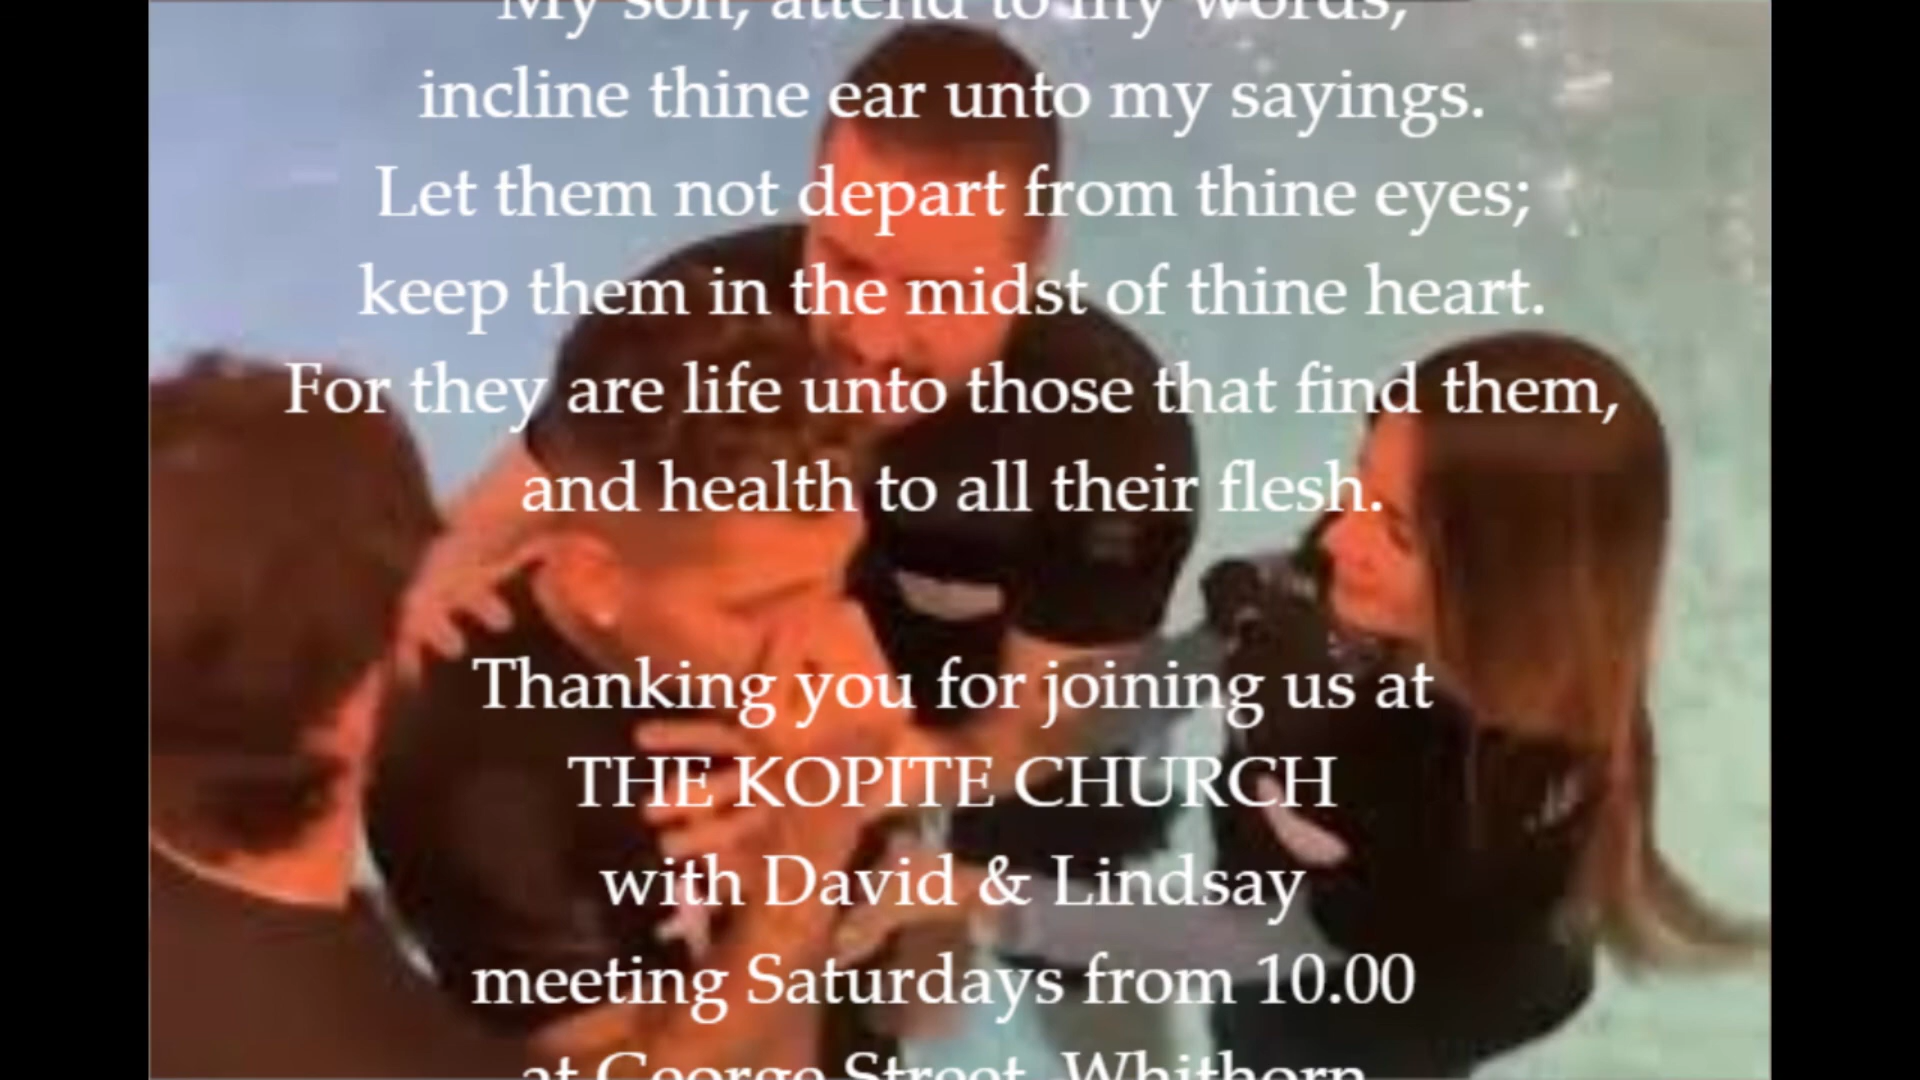 My son, attend to my words,
incline thine ear unto my sayings.
Let them not depart from thine eyes;
keep them in the midst of thine heart.
For they are life unto those that find them,
and health to all their flesh.
Thanking you for joining us at
THE KOPITE CHURCH
with David & Lindsay
meeting Saturdays from 10.00
at George Street, Whithorn